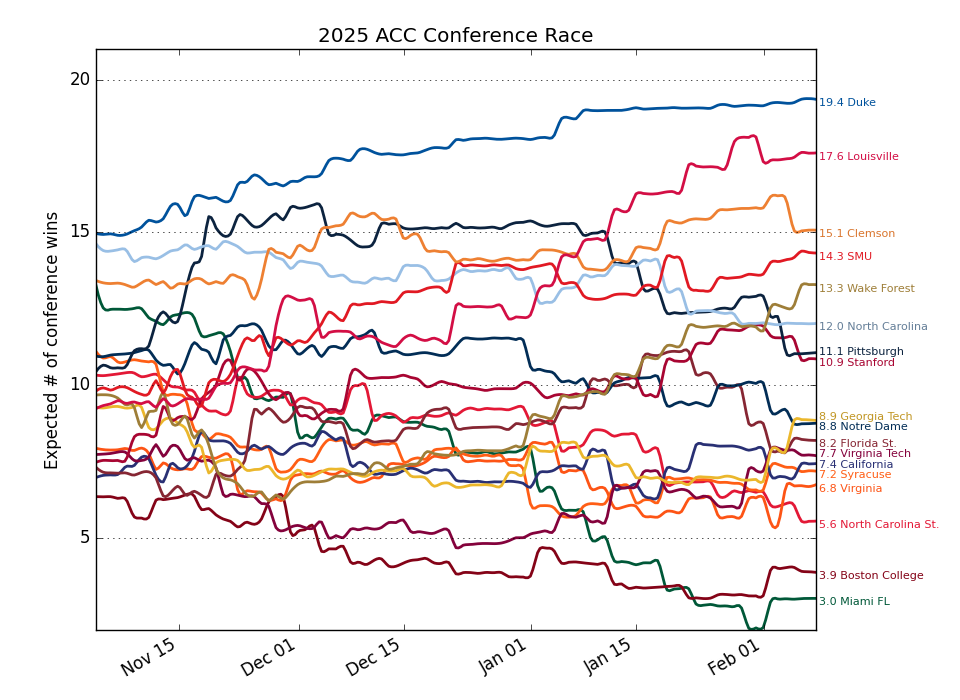 2025 ACC Conference Race
Expected # of conference wins
20
15
10
5
Nov 15
Dec 01
Dec 15
Jan 01
Jan 15
Feb 01
19.4 Duke
17.6 Louisville
15.1 Clemson
14.3 SMU
13.3 Wake Forest
12.0 North Carolina
11.1 Pittsburgh
10.9 Stanford
8.9 Georgia Tech
8.8 Notre Dame
8.2 Florida St.
7.7 Virginia Tech
7.4 California
7.2 Syracuse
6.8 Virginia
5.6 North Carolina St.
3.9 Boston College
3.0 Miami FL